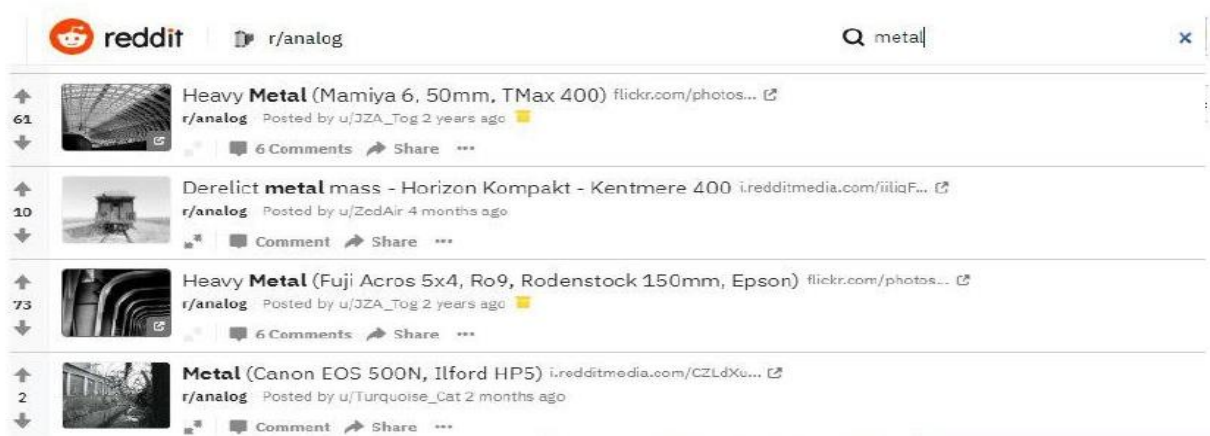 reddit r/analog metal
Heavy Metal (Mamiya 6, 50mm, TMax 400) flickr.com/photos...
61
r/analog Posted by u/JZA_Tog 2 years ago
6 Comments Share
Derelict metal mass - Horizon Kompakt - Kentmere 400
10
r/analog Posted by u/ZedAir 4 months ago
Comment Share
Heavy Metal (Fuji Acros 5x4, Ro9, Rodenstock 150mm, Epson) flickr.com/photos...
73
r/analog Posted by u/JZA_Tog 2 years ago
6 Comments Share
Metal (Canon EOS 500N, Ilford HP5) i.redditmedia.com/CZLdXu...
2
r/analog Posted by u/Turquoise_Cat 2 months ago
Comment Share